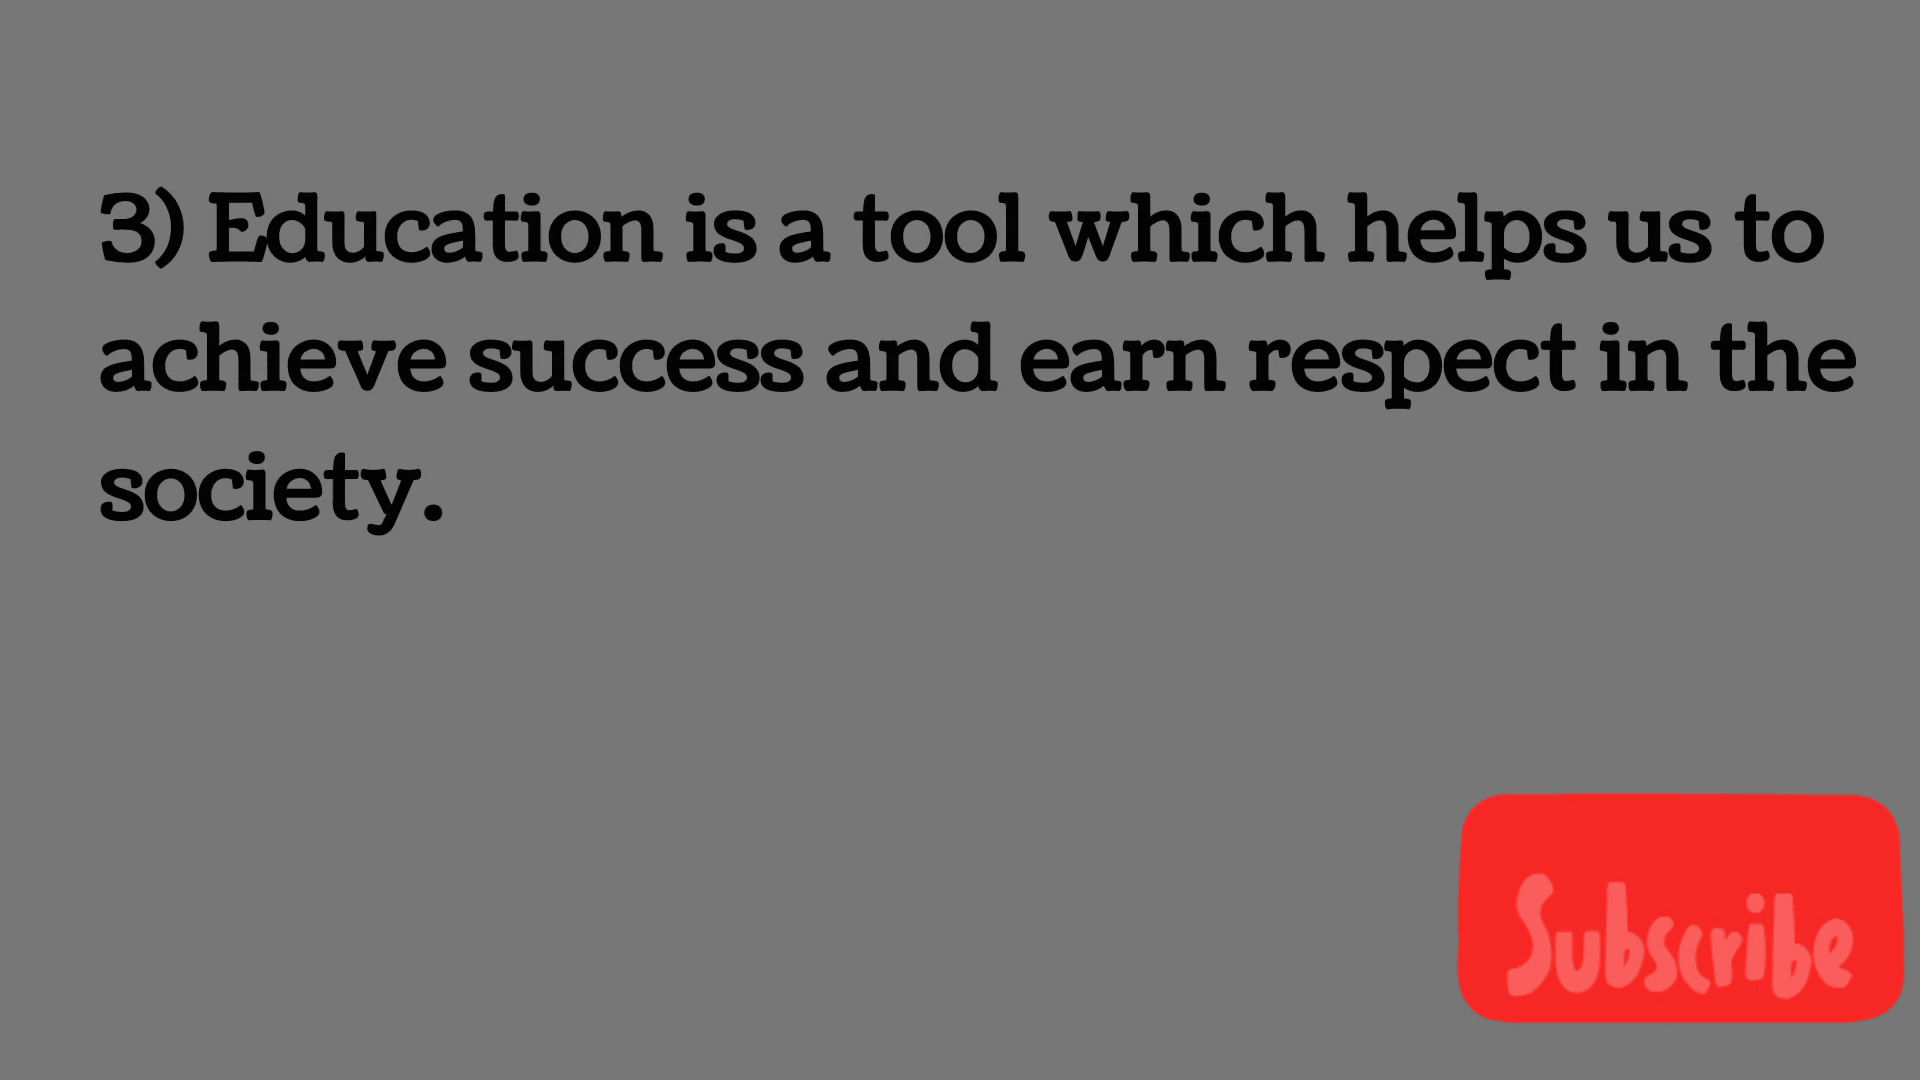 3) Education is a tool which helps us to
achieve success and earn respect in the
society.
Subscribe